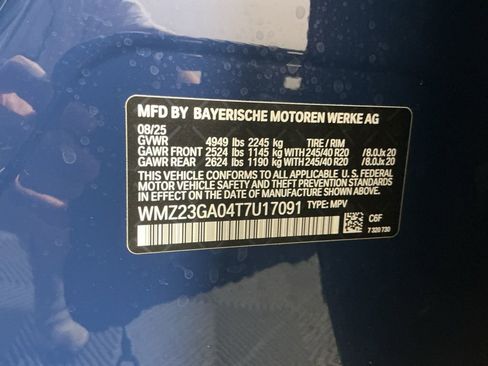 MFD BY BAYERISCHE MOTOREN WERKE AG
08/25
GVWR 4949 lbs 2245 kg TIRE / RIM
GAWR FRONT 2524 lbs 1145 kg WITH 245/40 R20 /8.0J x 20
GAWR REAR 2624 lbs 1190 kg WITH 245/40 R20 /8.0J x 20
THIS VEHICLE CONFORMS TO ALL APPLICABLE U. S. FEDERAL
MOTOR VEHICLE SAFETY, BUMPER, AND THEFT PREVENTION STANDARDS IN
EFFECT ON THE DATE OF MANUFACTURE SHOWN ABOVE.
WMZ23GA04T7U17091 TYPE: MPV
C6F
7 320 730